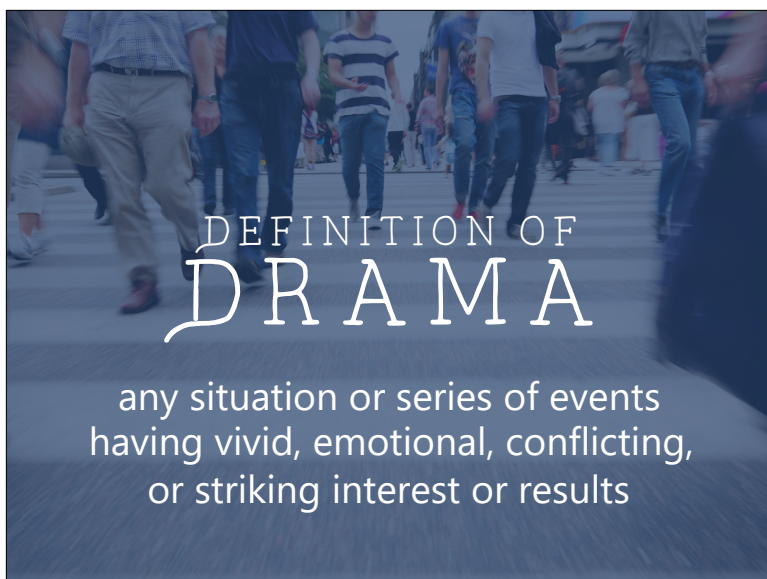 DEFINITION OF
DRAMA
any situation or series of events
having vivid, emotional, conflicting,
or striking interest or results